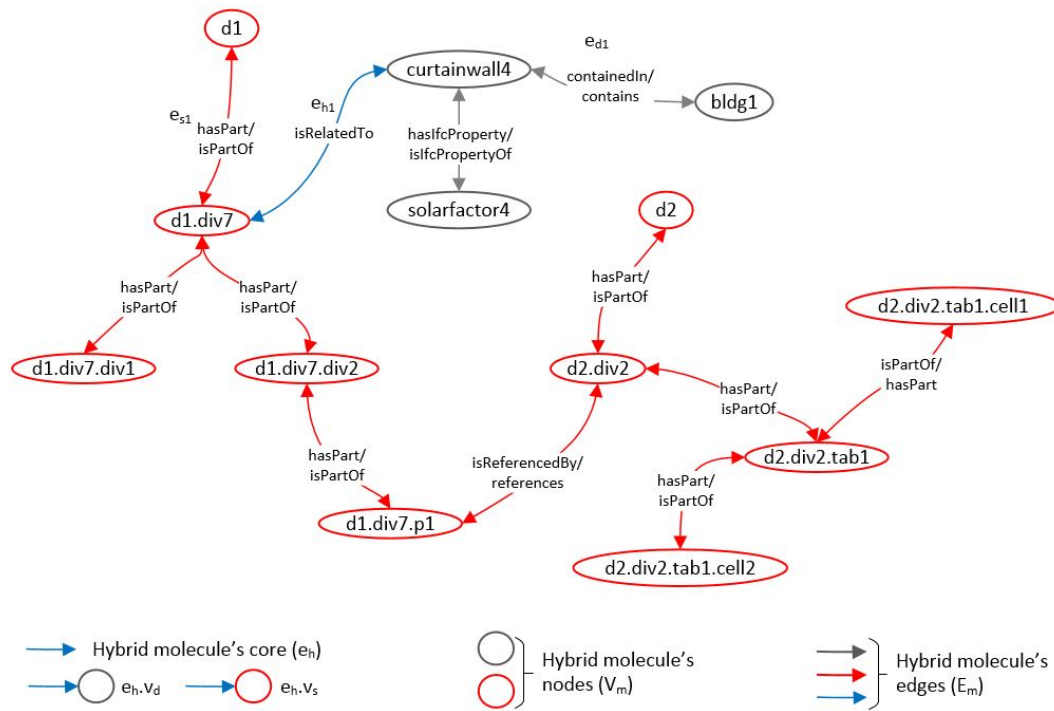 d1
e_d1
curtainwall4
containedIn/
contains
bldg1
e_s1
hasPart/
isPartOf
e_h1
isRelatedTo
hasIfcProperty/
isIfcPropertyOf
solarfactor4
d1.div7
d2
hasPart/
isPartOf
hasPart/
isPartOf
hasPart/
isPartOf
d2.div2.tab1.cell1
d1.div7.div1
d1.div7.div2
d2.div2
isPartOf/
hasPart
hasPart/
isPartOf
hasPart/
isPartOf
isReferencedBy/
references
d2.div2.tab1
hasPart/
isPartOf
d1.div7.p1
d2.div2.tab1.cell2
Hybrid molecule's core (e_h)
e_h.v_d
e_h.v_s
Hybrid molecule's
nodes (V_m)
Hybrid molecule's
edges (E_m)